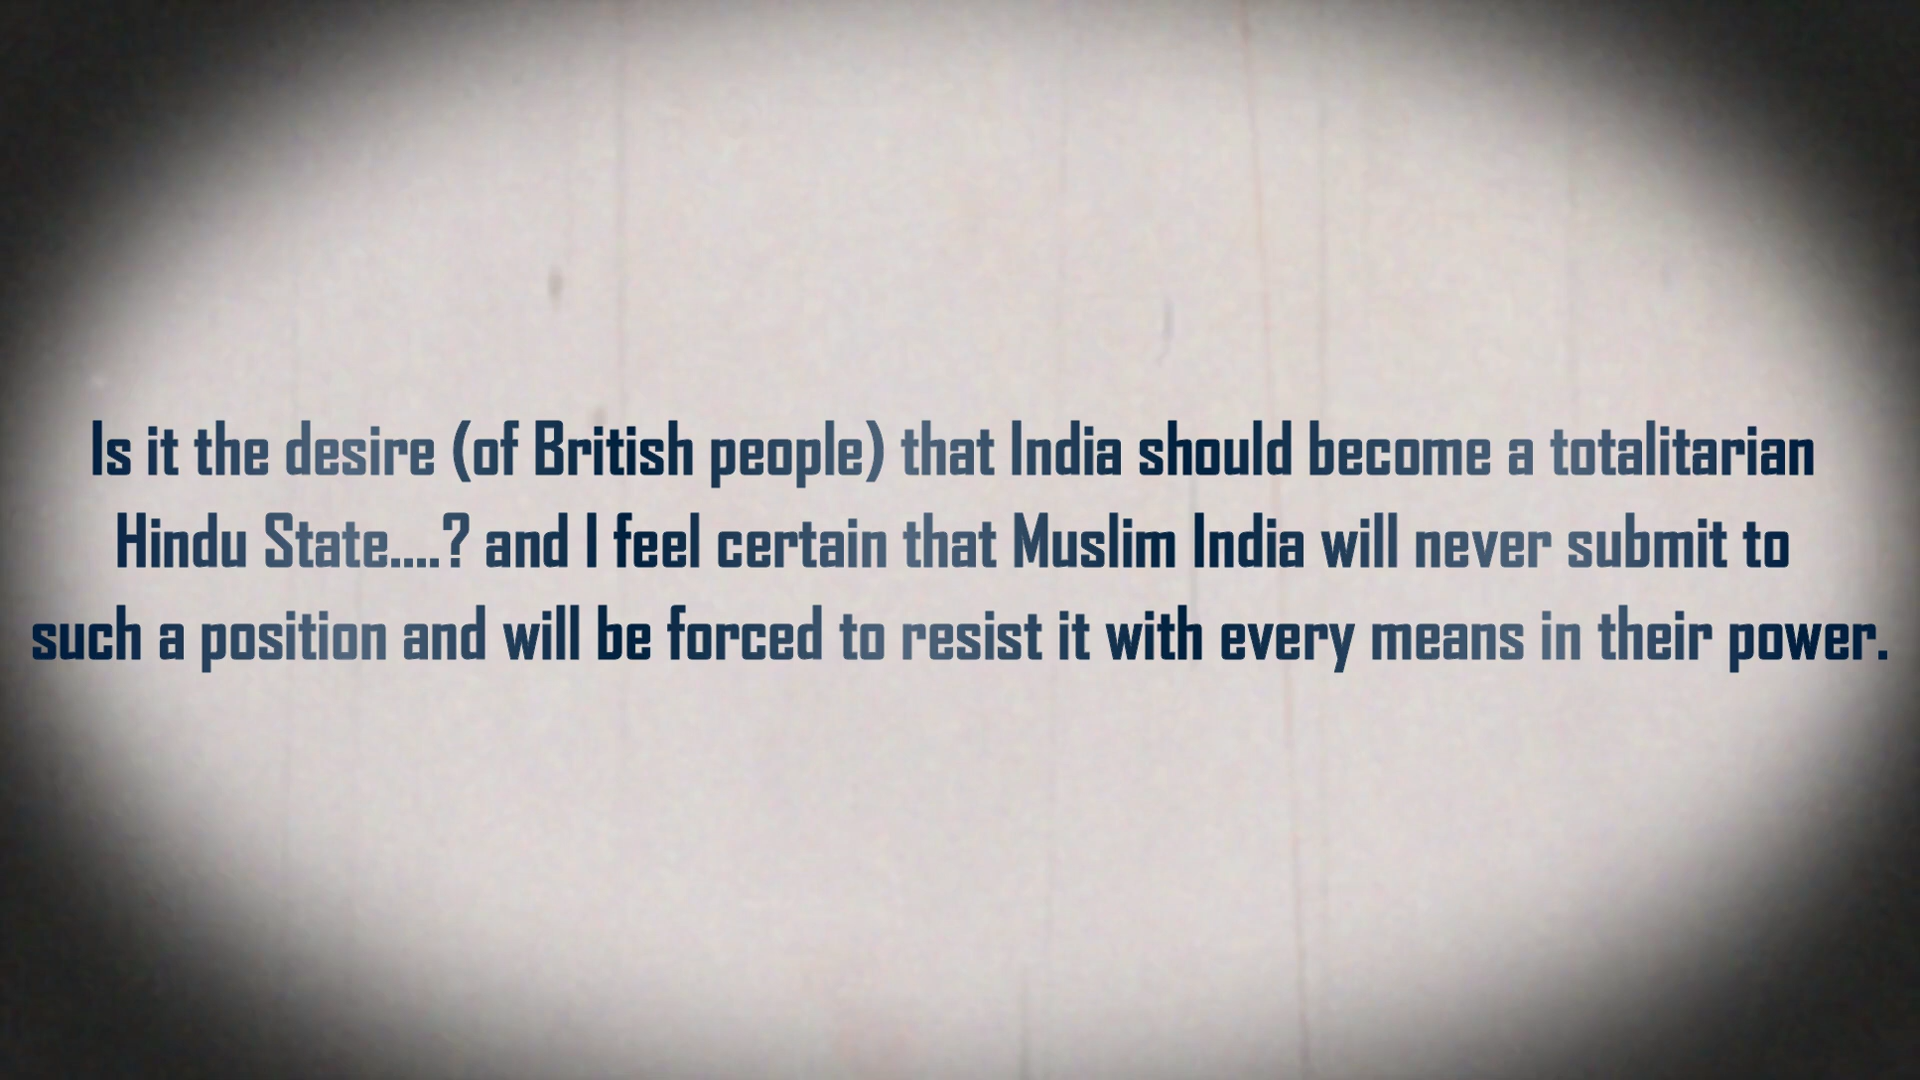 Is it the desire (of British people) that India should become a totalitarian
Hindu State....? and I feel certain that Muslim India will never submit to
such a position and will be forced to resist it with every means in their power.